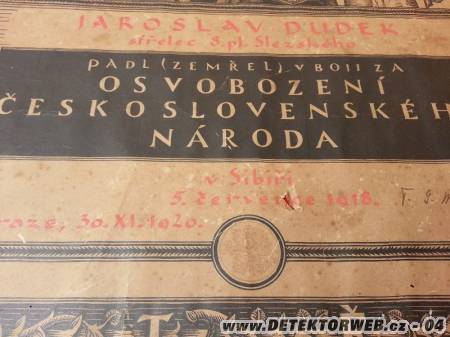 JAROSLAV DUDEK
střelec 8. pl. Slezského
PADL (ZEMŘEL) V BOJI ZA
OSVOBOZENÍ
ČESKOSLOVENSKÉH
NÁRODA
v Sibiři
5. července 1918.
raze, 30. XI. 1920.
www.DETEKTORWEB.cz - 04